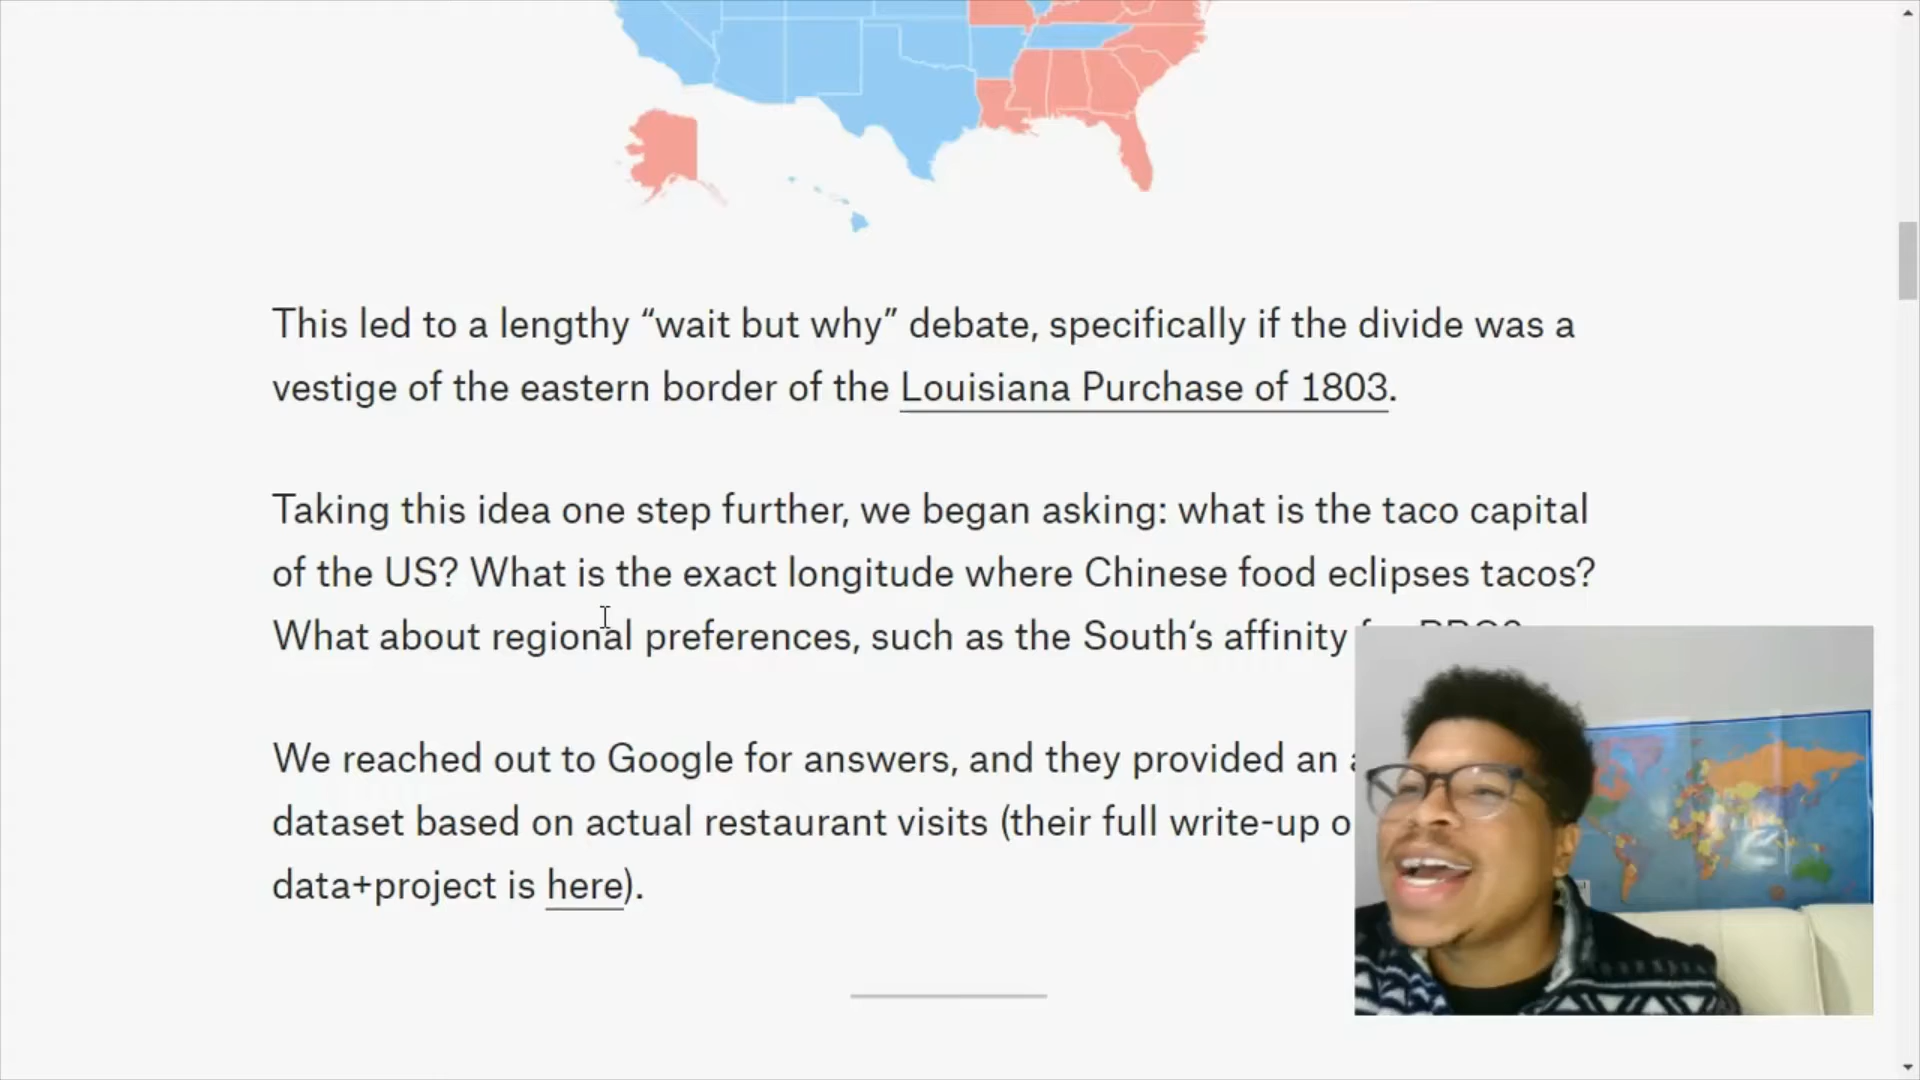 This led to a lengthy “wait but why” debate, specifically if the divide was a
vestige of the eastern border of the Louisiana Purchase of 1803.
Taking this idea one step further, we began asking: what is the taco capital
of the US? What is the exact longitude where Chinese food eclipses tacos?
What about regional preferences, such as the South‘s affinity
We reached out to Google for answers, and they provided an
dataset based on actual restaurant visits (their full write-up
data+project is here).